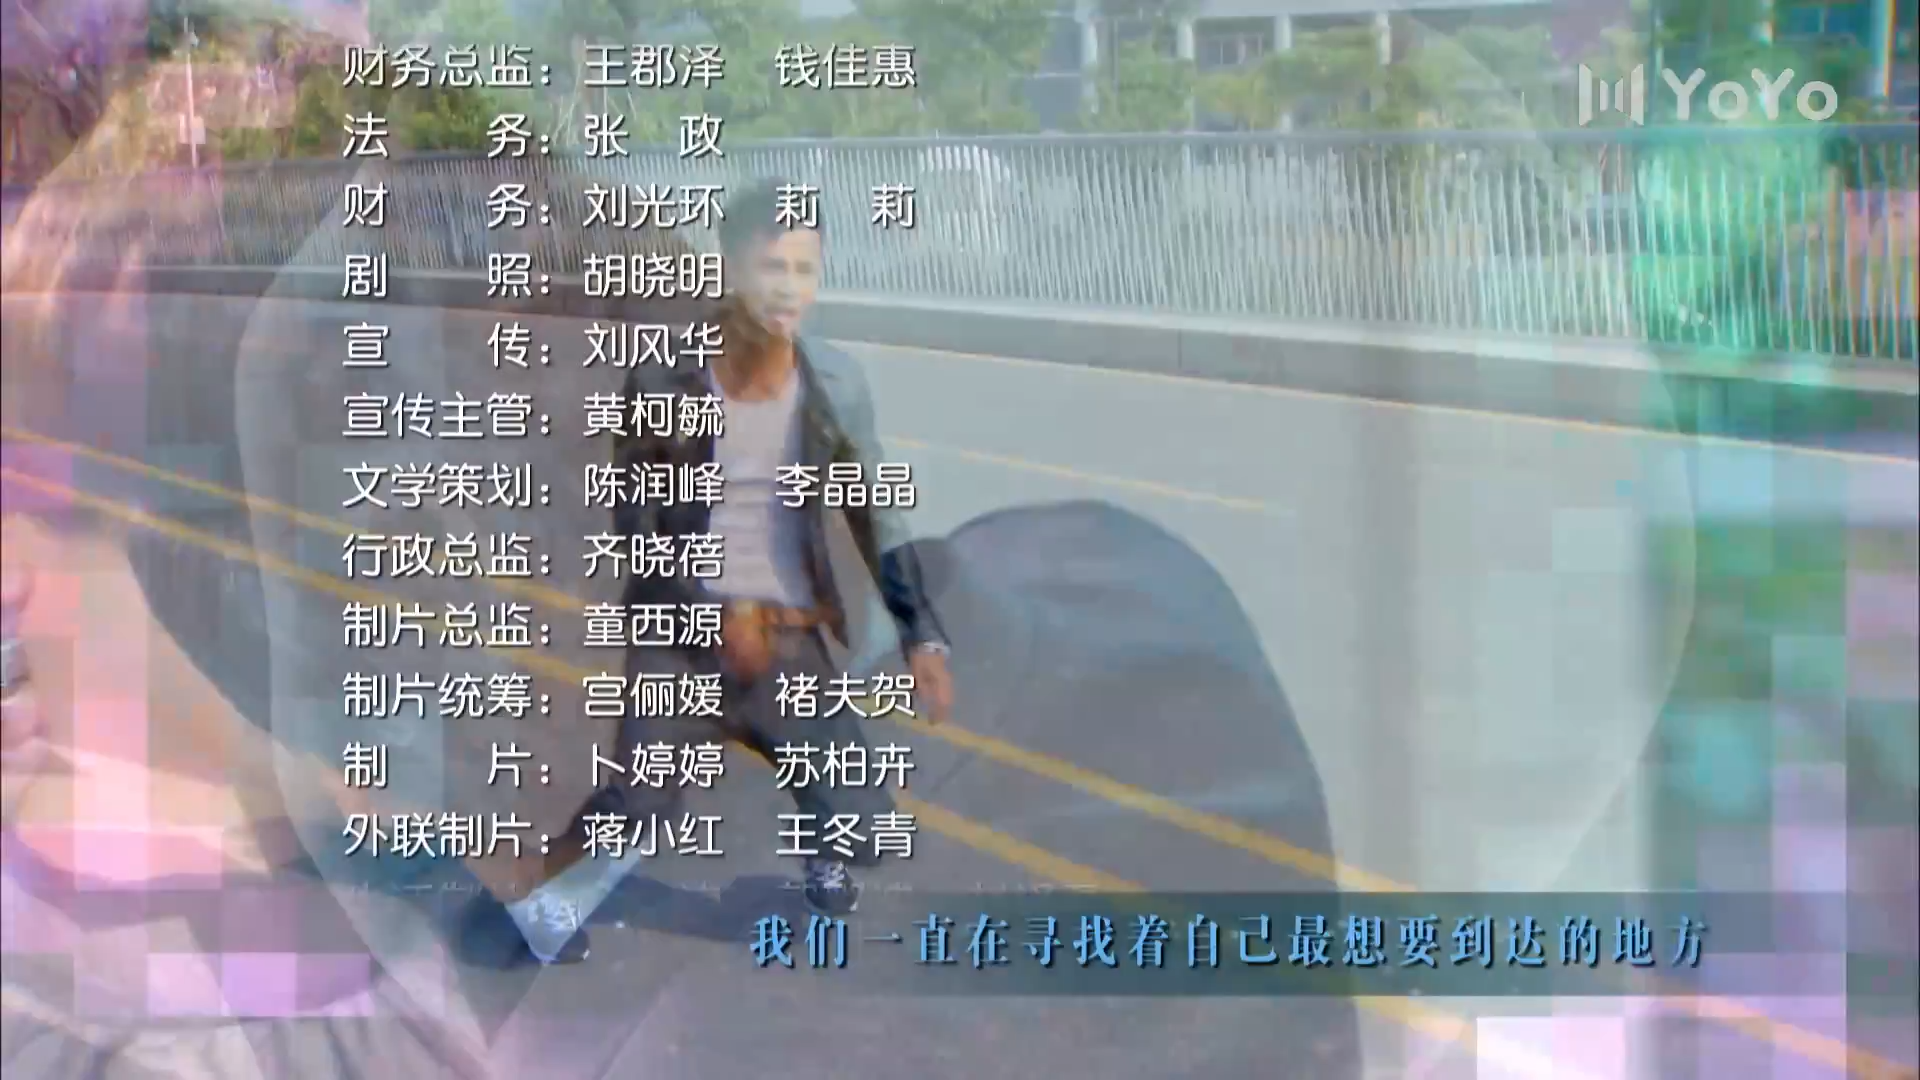 财务总监：王郡泽 钱佳惠
YoYo
法 务：张 政
财 务：刘光环 莉 莉
剧 照：胡晓明
宣 传：刘风华
宣传主管：黄柯毓
文学策划：陈润峰 李晶晶
行政总监：齐晓蓓
制片总监：童西源
制片统筹：宫俪媛 褚夫贺
制 片：卜婷婷 苏柏卉
外联制片：蒋小红 王冬青
我们一直在寻找着自己最想要到达的地方